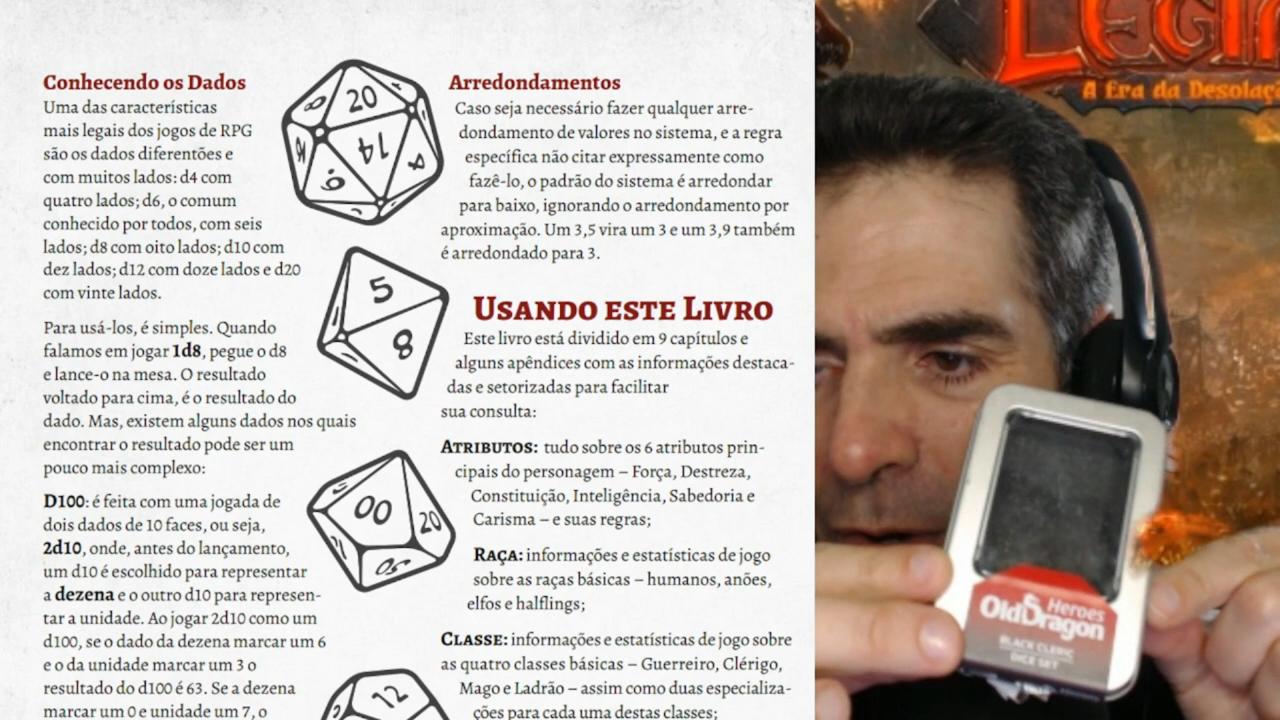 Conhecendo os Dados
Uma das características
mais legais dos jogos de RPG
são os dados diferentões e
com muitos lados: d4 com
quatro lados; d6, o comum
conhecido por todos, com seis
lados; d8 com oito lados; d10 com
dez lados; d12 com doze lados e d20
com vinte lados.
Para usá-los, é simples. Quando
falamos em jogar 1d8, pegue o d8
e lance-o na mesa. O resultado
voltado para cima, é o resultado do
dado. Mas, existem alguns dados nos quais
encontrar o resultado pode ser um
pouco mais complexo:
D100: é feita com uma jogada de
dois dados de 10 faces, ou seja,
2d10, onde, antes do lançamento,
um d10 é escolhido para representar
a dezena e o outro d10 para represen-
tar a unidade. Ao jogar 2d10 como um
d100, se o dado da dezena marcar um 6
e o da unidade marcar um 3 o
resultado do d100 é 63. Se a dezena
marcar um 0 e unidade um 7, o
20
14
8
6
4
5
8
00
20
50
12
Arredondamentos
Caso seja necessário fazer qualquer arre-
dondamento de valores no sistema, e a regra
específica não citar expressamente como
fazê-lo, o padrão do sistema é arredondar
para baixo, ignorando o arredondamento por
aproximação. Um 3,5 vira um 3 e um 3,9 também
é arredondado para 3.
Usando este Livro
Este livro está dividido em 9 capítulos e
alguns apêndices com as informações destaca-
das e setorizadas para facilitar
sua consulta:
Atributos: tudo sobre os 6 atributos prin-
cipais do personagem – Força, Destreza,
Constituição, Inteligência, Sabedoria e
Carisma – e suas regras;
Raça: informações e estatísticas de jogo
sobre as raças básicas – humanos, anões,
elfos e halflings;
Classe: informações e estatísticas de jogo sobre
as quatro classes básicas – Guerreiro, Clérigo,
Mago e Ladrão – assim como duas especializa-
ções para cada uma destas classes;
A Era da
Heroes
Old Dragon
BLACK CLERIC
DICE SET